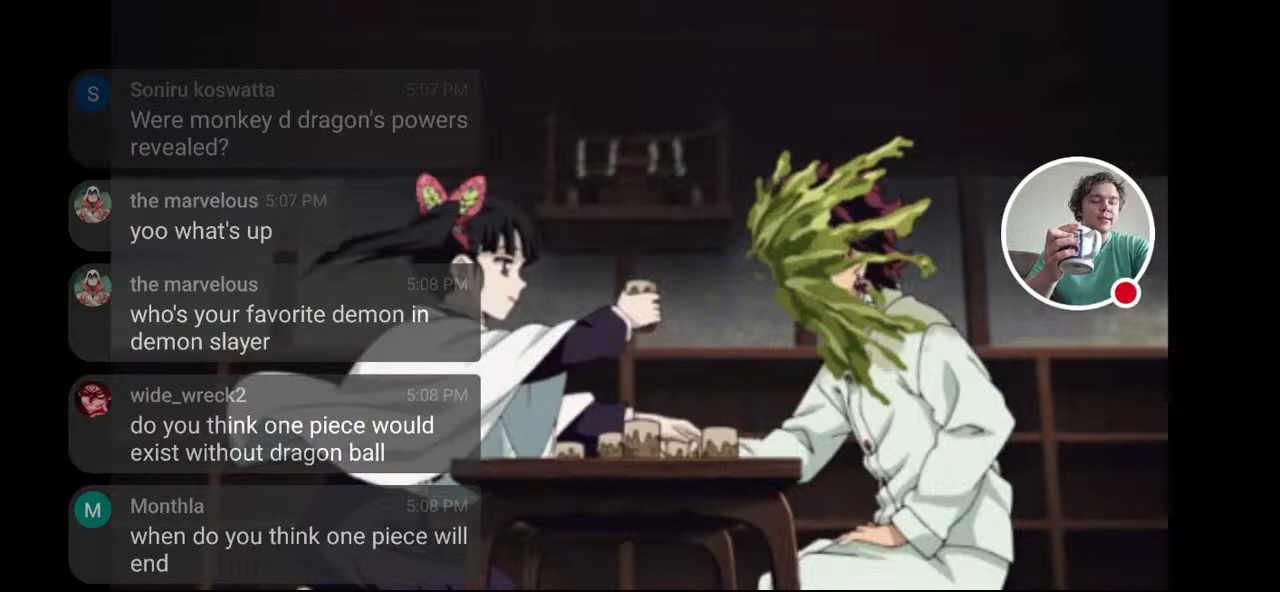 S
Soniru koswatta 5:07 PM
Were monkey d dragon's powers
revealed?
the marvelous 5:07 PM
yoo what's up
the marvelous 5:08 PM
who's your favorite demon in
demon slayer
wide_wreck2 5:08 PM
do you think one piece would
exist without dragon ball
M
Monthla 5:08 PM
when do you think one piece will
end